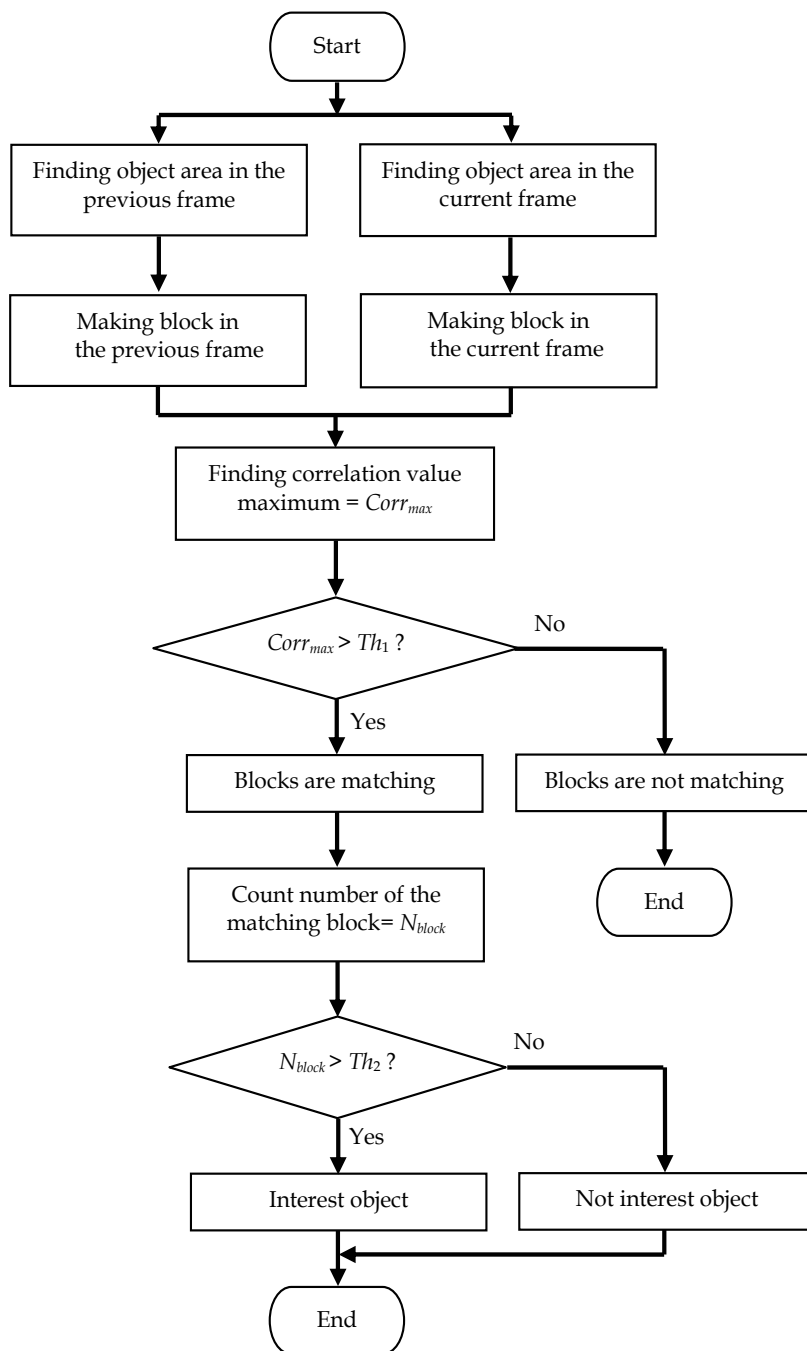 Start
Finding object area in the
previous frame
Finding object area in the
current frame
Making block in
the previous frame
Making block in
the current frame
Finding correlation value
maximum = Corrmax
Corrmax > Th1 ?
No
Yes
Blocks are matching
Blocks are not matching
Count number of the
matching block= Nblock
End
Nblock > Th2 ?
No
Yes
Interest object
Not interest object
End